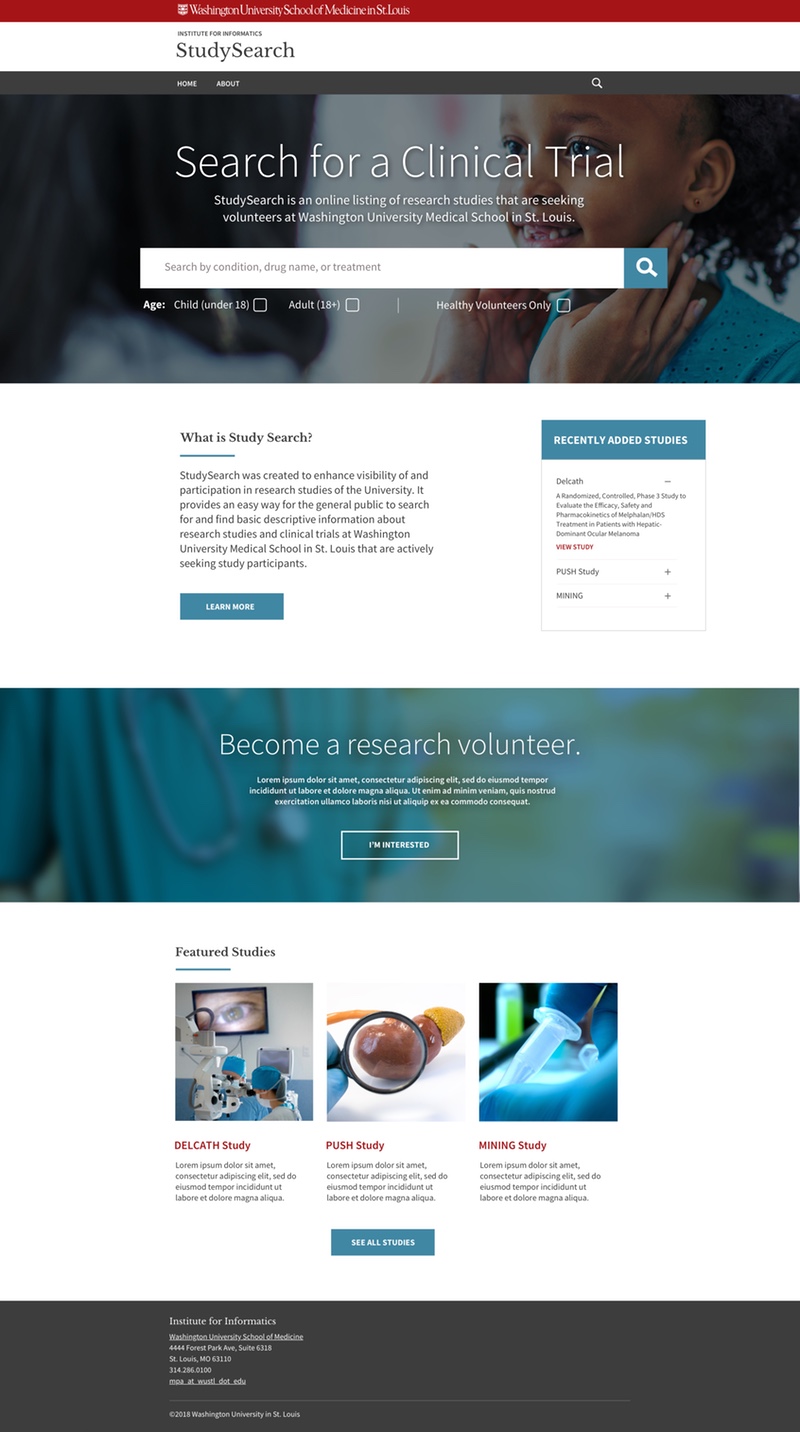 Washington University School of Medicine in St. Louis
INSTITUTE FOR INFORMATICS
StudySearch
HOME ABOUT
Search for a Clinical Trial
StudySearch is an online listing of research studies that are seeking
volunteers at Washington University Medical School in St. Louis.
Search by condition, drug name, or treatment
Age: Child (under 18) Adult (18+) Healthy Volunteers Only
What is Study Search?
StudySearch was created to enhance visibility of and
participation in research studies of the University. It
provides an easy way for the general public to search
for and find basic descriptive information about
research studies and clinical trials at Washington
University Medical School in St. Louis that are actively
seeking study participants.
LEARN MORE
RECENTLY ADDED STUDIES
Delcath
A Randomized, Controlled, Phase 3 Study to
Evaluate the Efficacy, Safety and
Pharmacokinetics of Melphalan/HDS
Treatment in Patients with Hepatic-
Dominant Ocular Melanoma
VIEW STUDY
PUSH Study
MINING
Become a research volunteer.
Lorem ipsum dolor sit amet, consectetur adipiscing elit, sed do eiusmod tempor
incididunt ut labore et dolore magna aliqua. Ut enim ad minim veniam, quis nostrud
exercitation ullamco laboris nisi ut aliquip ex ea commodo consequat.
I'M INTERESTED
Featured Studies
DELCATH Study
Lorem ipsum dolor sit amet,
consectetur adipiscing elit, sed do
eiusmod tempor incididunt ut
labore et dolore magna aliqua.
PUSH Study
Lorem ipsum dolor sit amet,
consectetur adipiscing elit, sed do
eiusmod tempor incididunt ut
labore et dolore magna aliqua.
MINING Study
Lorem ipsum dolor sit amet,
consectetur adipiscing elit, sed do
eiusmod tempor incididunt ut
labore et dolore magna aliqua.
SEE ALL STUDIES
Institute for Informatics
Washington University School of Medicine
4444 Forest Park Ave, Suite 6318
St. Louis, MO 63110
314.286.0100
mpa_at_wustl_dot_edu
©2018 Washington University in St. Louis